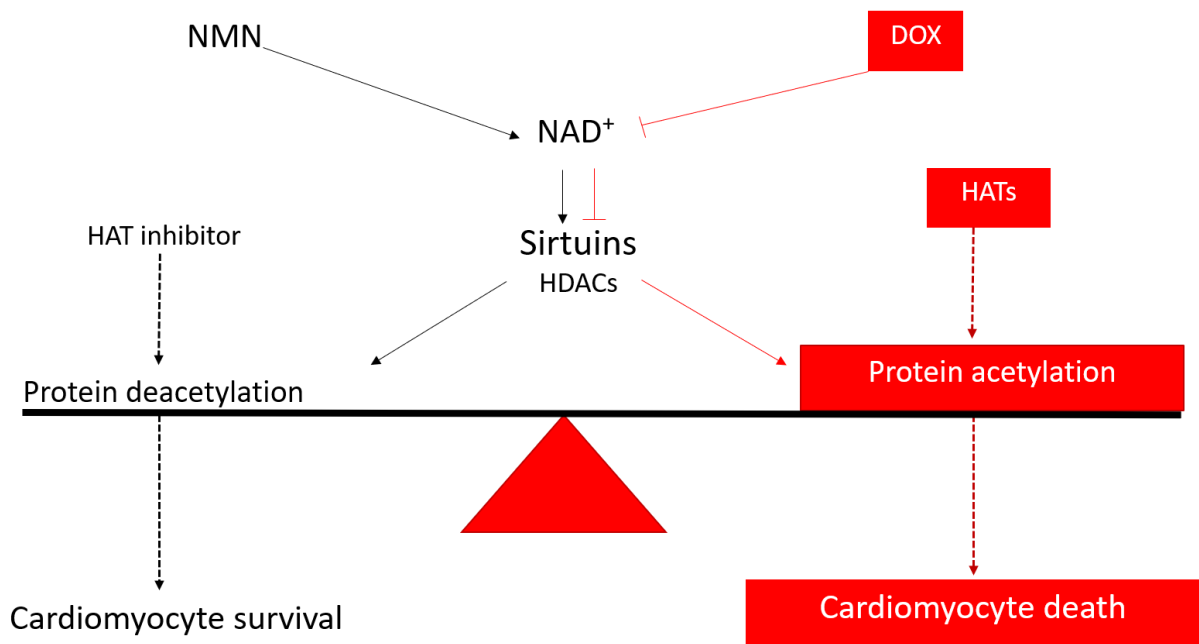 NMN
DOX
NAD⁺
HATs
HAT inhibitor
Sirtuins
HDACs
Protein deacetylation
Protein acetylation
Cardiomyocyte survival
Cardiomyocyte death